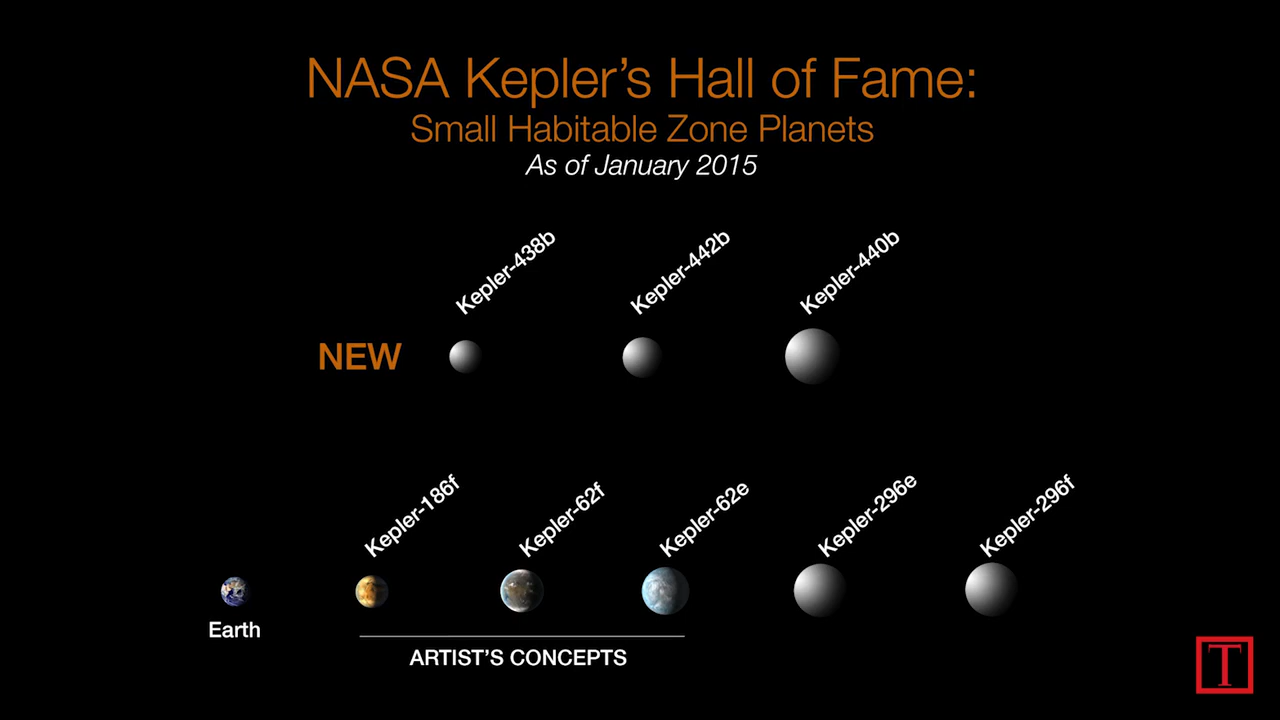 NASA Kepler’s Hall of Fame:
Small Habitable Zone Planets
As of January 2015
Kepler-438b
Kepler-442b
Kepler-440b
NEW
Kepler-186f
Kepler-62f
Kepler-62e
Kepler-296e
Kepler-296f
Earth
ARTIST’S CONCEPTS
T